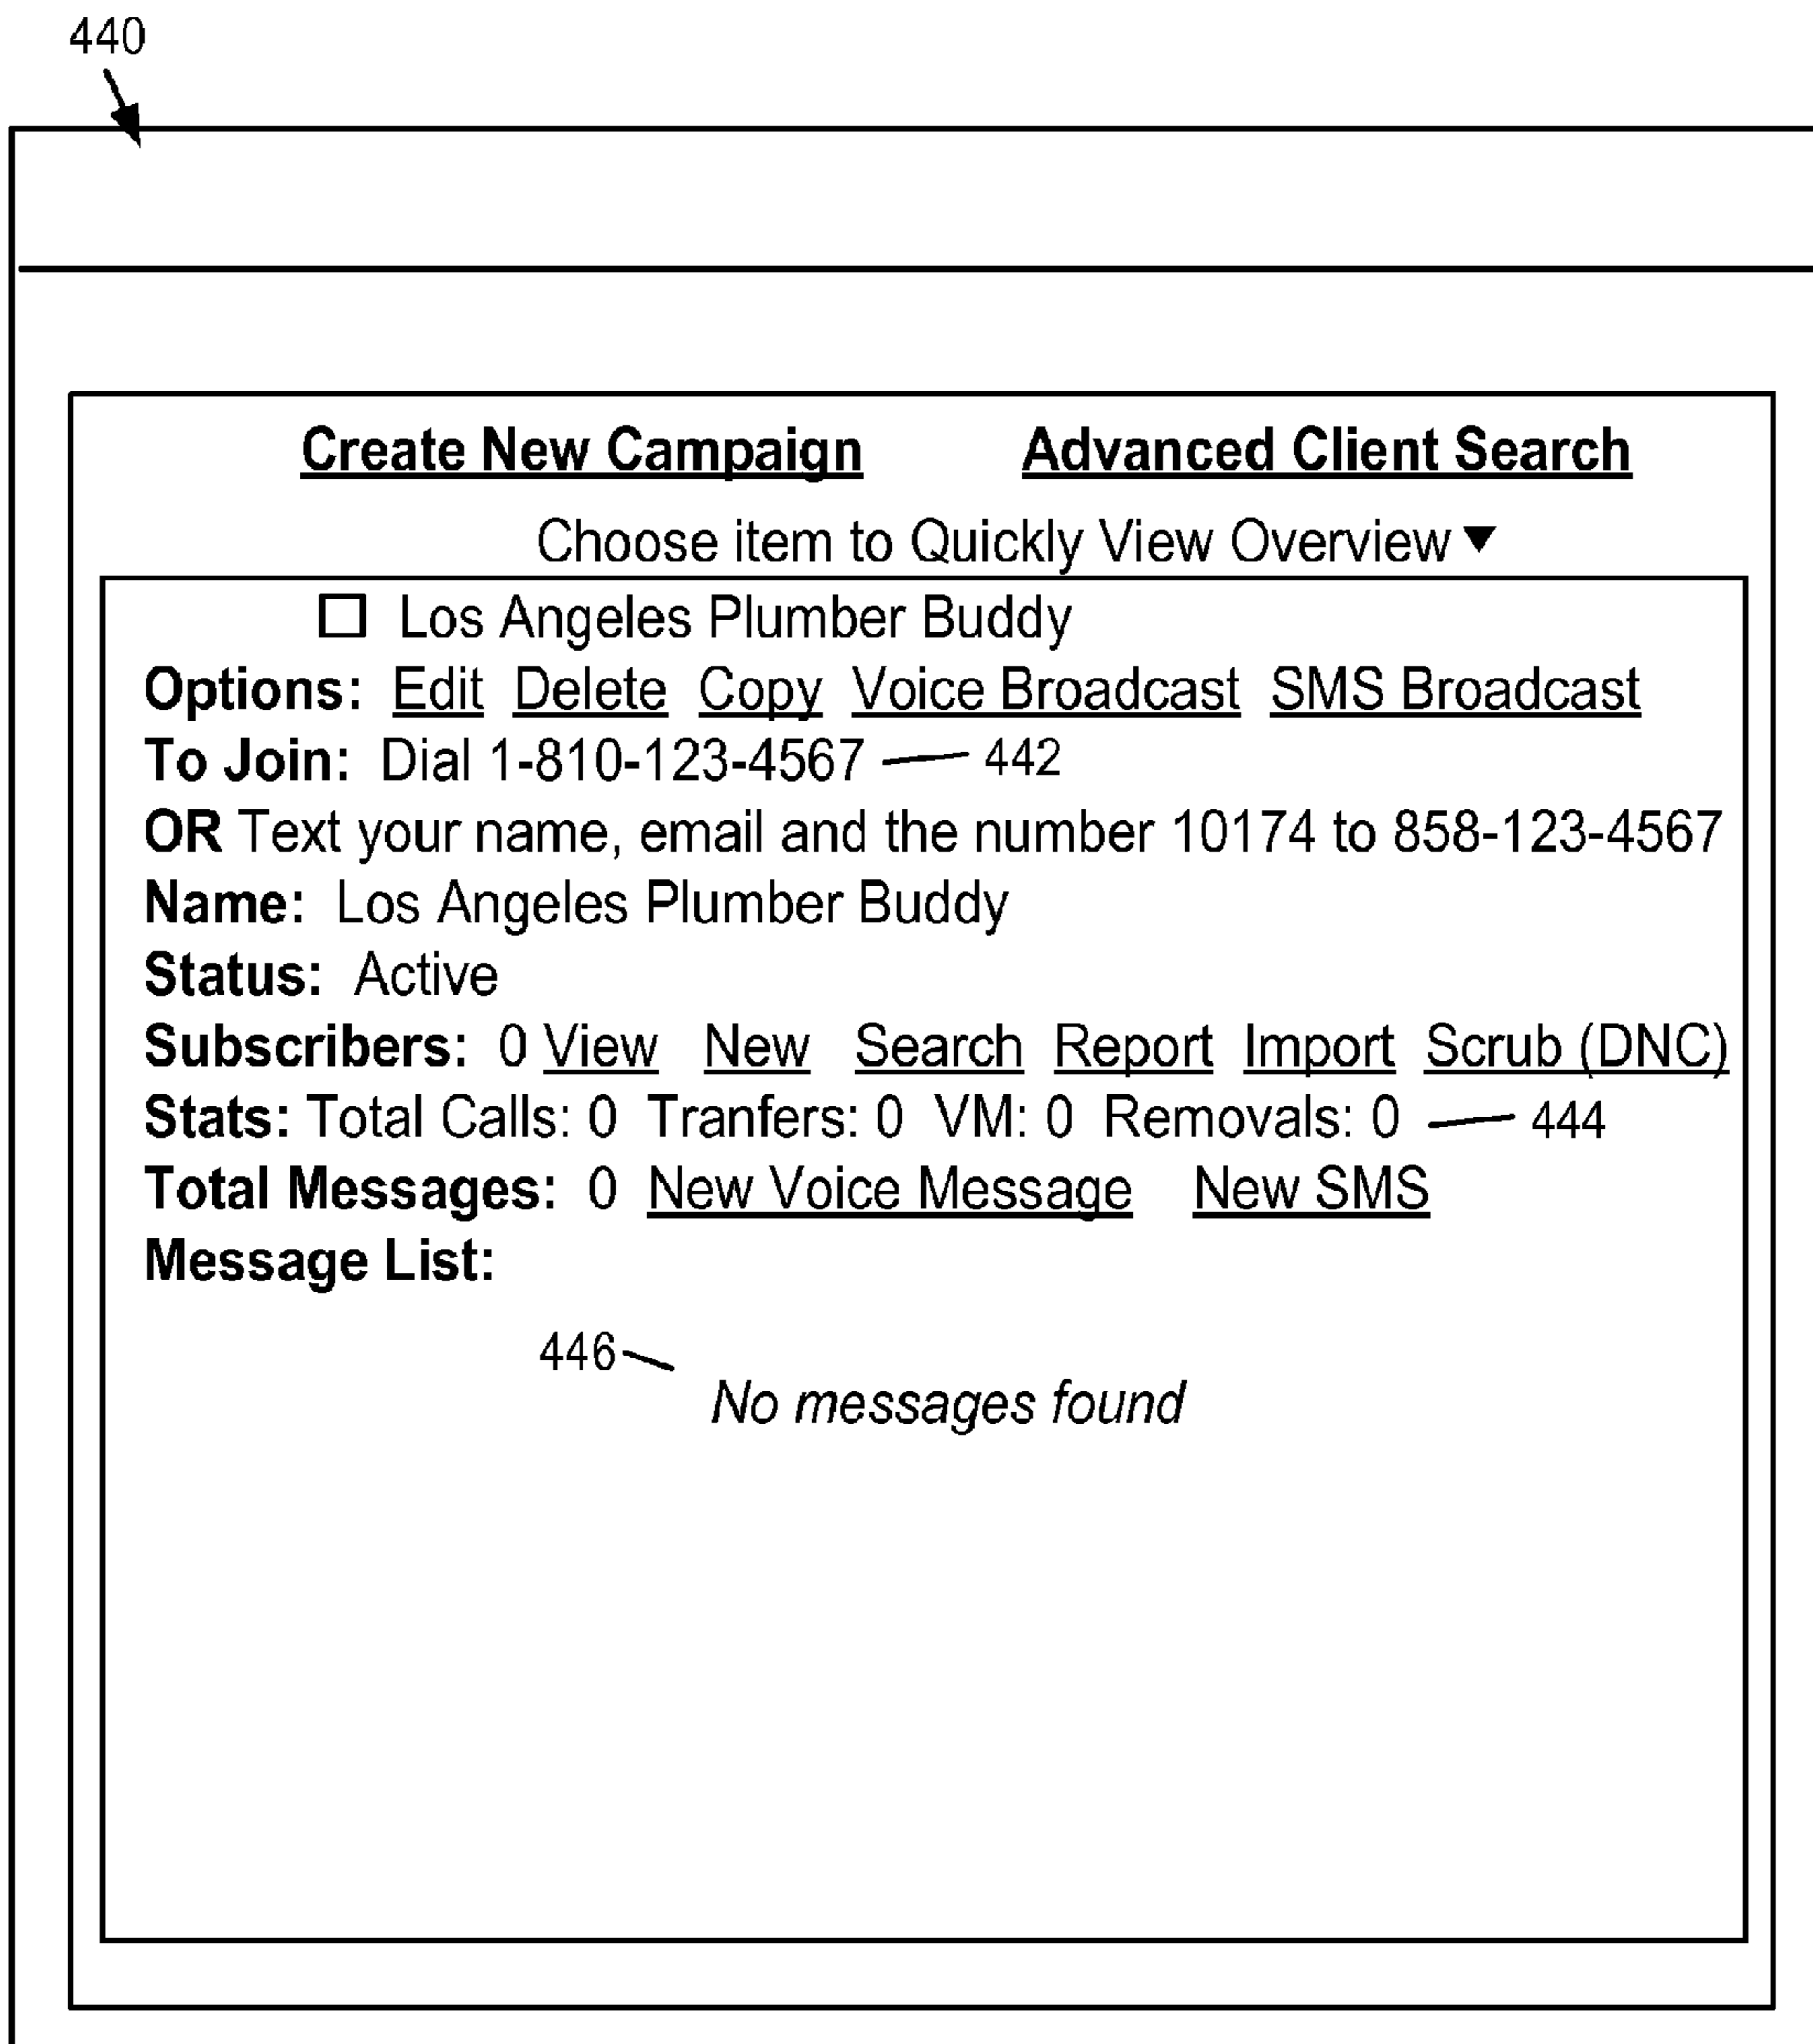 440
Create New Campaign Advanced Client Search
Choose item to Quickly View Overview ▼
☐ Los Angeles Plumber Buddy
Options: Edit Delete Copy Voice Broadcast SMS Broadcast
To Join: Dial 1-810-123-4567 442
OR Text your name, email and the number 10174 to 858-123-4567
Name: Los Angeles Plumber Buddy
Status: Active
Subscribers: 0 View New Search Report Import Scrub (DNC)
Stats: Total Calls: 0 Tranfers: 0 VM: 0 Removals: 0 444
Total Messages: 0 New Voice Message New SMS
Message List:
446
No messages found